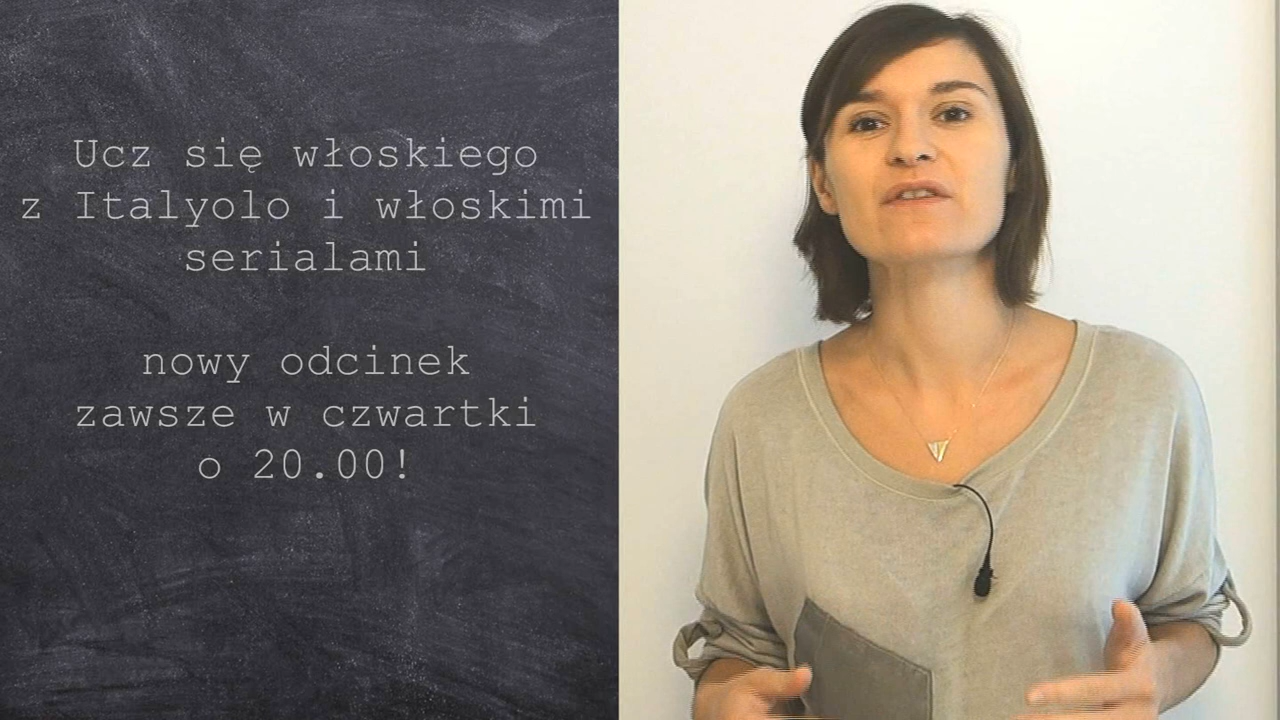 Ucz się włoskiego
z Italyolo i włoskimi
serialami
nowy odcinek
zawsze w czwartki
o 20.00!